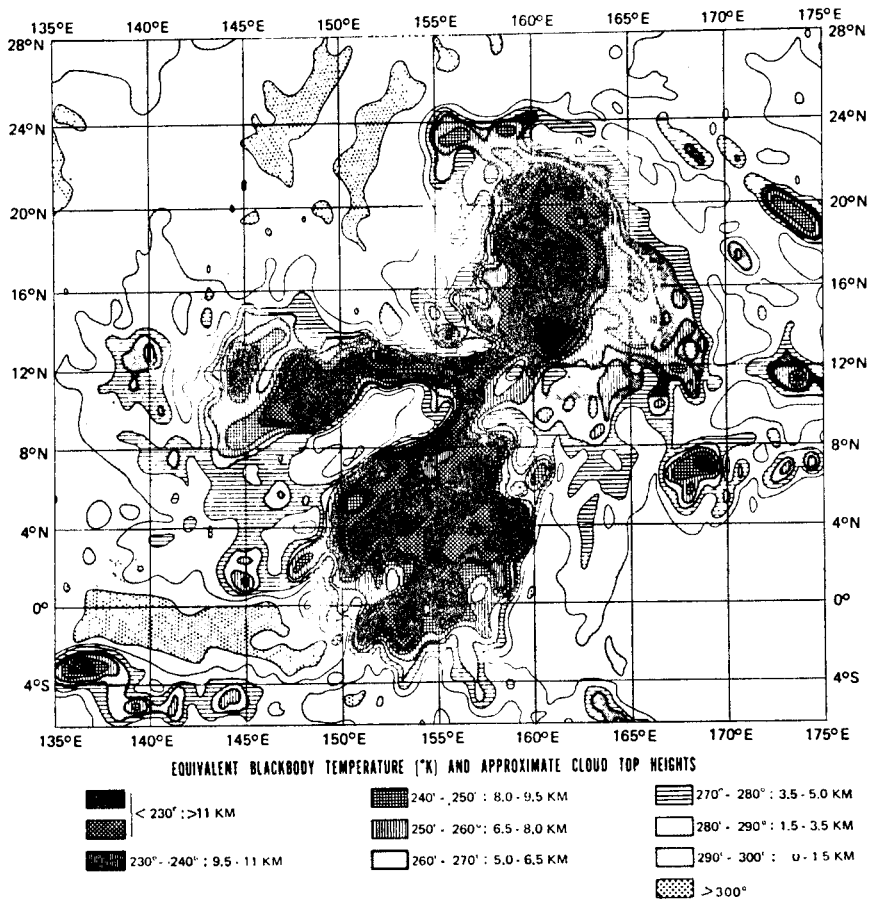 135°E 140°E 145°E 150°E 155°E 160°E 165°E 170°E 175°E
28°N 28°N
24°N 24°N
20°N 20°N
16°N 16°N
12°N 12°N
8°N 8°N
4°N 4°N
0° 0°
4°S 4°S
135°E 140°E 145°E 150°E 155°E 160°E 165°E 170°E 175°E
EQUIVALENT BLACKBODY TEMPERATURE (°K) AND APPROXIMATE CLOUD TOP HEIGHTS
< 230° : >11 KM
230° - 240° : 9.5 - 11 KM
240° - 250° : 8.0 - 9.5 KM
250° - 260° : 6.5 - 8.0 KM
260° - 270° : 5.0 - 6.5 KM
270° - 280° : 3.5 - 5.0 KM
280° - 290° : 1.5 - 3.5 KM
290° - 300° : 0 - 1.5 KM
>300°